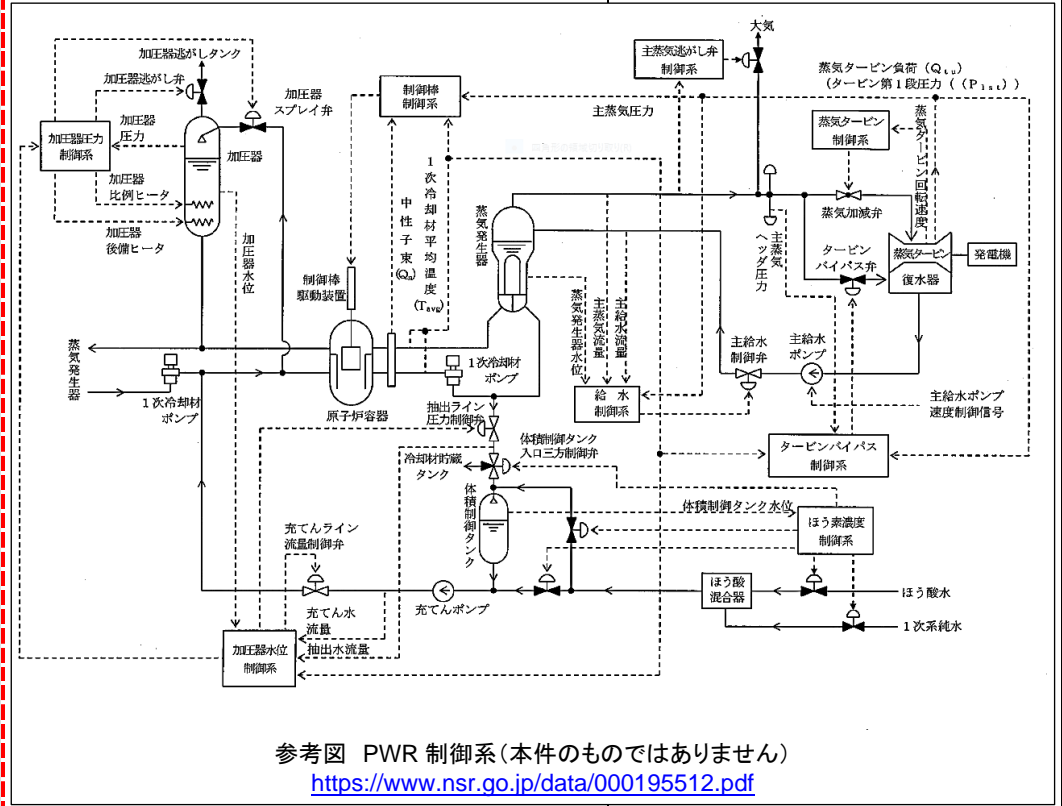 大気
加圧器逃がしタンク
加圧器逃がし弁
加圧器
スプレイ弁
加圧器圧力
制御系
加圧器
圧力
加圧器
加圧器
比例ヒータ
加圧器
後備ヒータ
加圧器水位
制御棒
制御系
中性子束
(Qn)
1次冷却材平均温度
(Tavg)
制御棒
駆動装置
主蒸気逃がし弁
制御系
主蒸気圧力
蒸気タービン負荷(Qtu)
(タービン第1段圧力((P1st))
蒸気タービン
制御系
蒸気タービン回転速度
蒸気加減弁
主蒸気
ヘッダ圧力
タービン
バイパス弁
蒸気タービン
復水器
発電機
蒸気発生器
蒸気発生器水位
主蒸気流量
主給水流量
給水
制御系
主給水
制御弁
主給水
ポンプ
主給水ポンプ
速度制御信号
タービンバイパス
制御系
蒸気発生器
1次冷却材
ポンプ
原子炉容器
1次冷却材
ポンプ
抽出ライン
圧力制御弁
体積制御タンク
入口三方制御弁
冷却材貯蔵
タンク
体積制御タンク
体積制御タンク水位
ほう素濃度
制御系
充てんライン
流量制御弁
充てんポンプ
ほう酸
混合器
ほう酸水
1次系純水
充てん水
流量
抽出水流量
加圧器水位
制御系
参考図 PWR 制御系(本件のものではありません)
https://www.nsr.go.jp/data/000195512.pdf